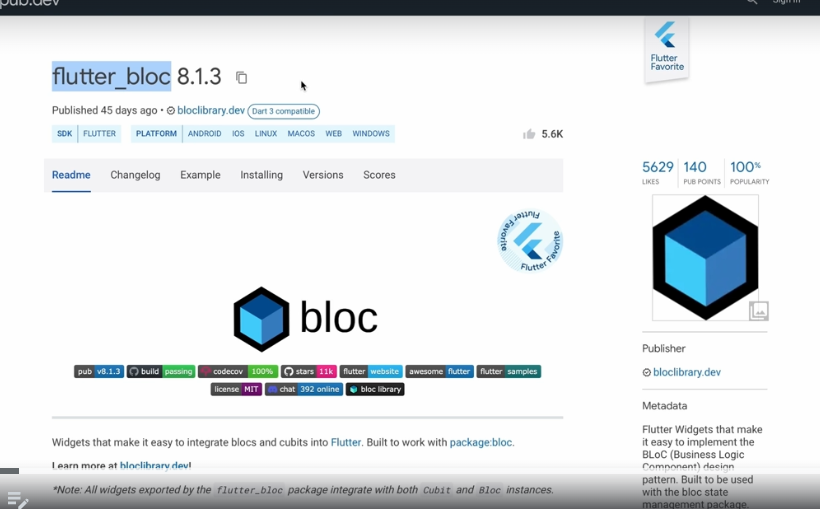 pub.dev
Sign in
flutter_bloc 8.1.3
Flutter
Favorite
Published 45 days ago • bloclibrary.dev Dart 3 compatible
SDK FLUTTER PLATFORM ANDROID IOS LINUX MACOS WEB WINDOWS 5.6K
5629 LIKES
140 PUB POINTS
100% POPULARITY
Readme Changelog Example Installing Versions Scores
Flutter Favorite Flutter Favorite
bloc
pub v8.1.3 build passing codecov 100% stars 11k flutter website awesome flutter flutter samples
license MIT chat 392 online bloc library
Widgets that make it easy to integrate blocs and cubits into Flutter. Built to work with package:bloc.
Learn more at bloclibrary.dev!
*Note: All widgets exported by the flutter_bloc package integrate with both Cubit and Bloc instances.
Publisher
bloclibrary.dev
Metadata
Flutter Widgets that make
it easy to implement the
BLoC (Business Logic
Component) design
pattern. Built to be used
with the bloc state
management package.